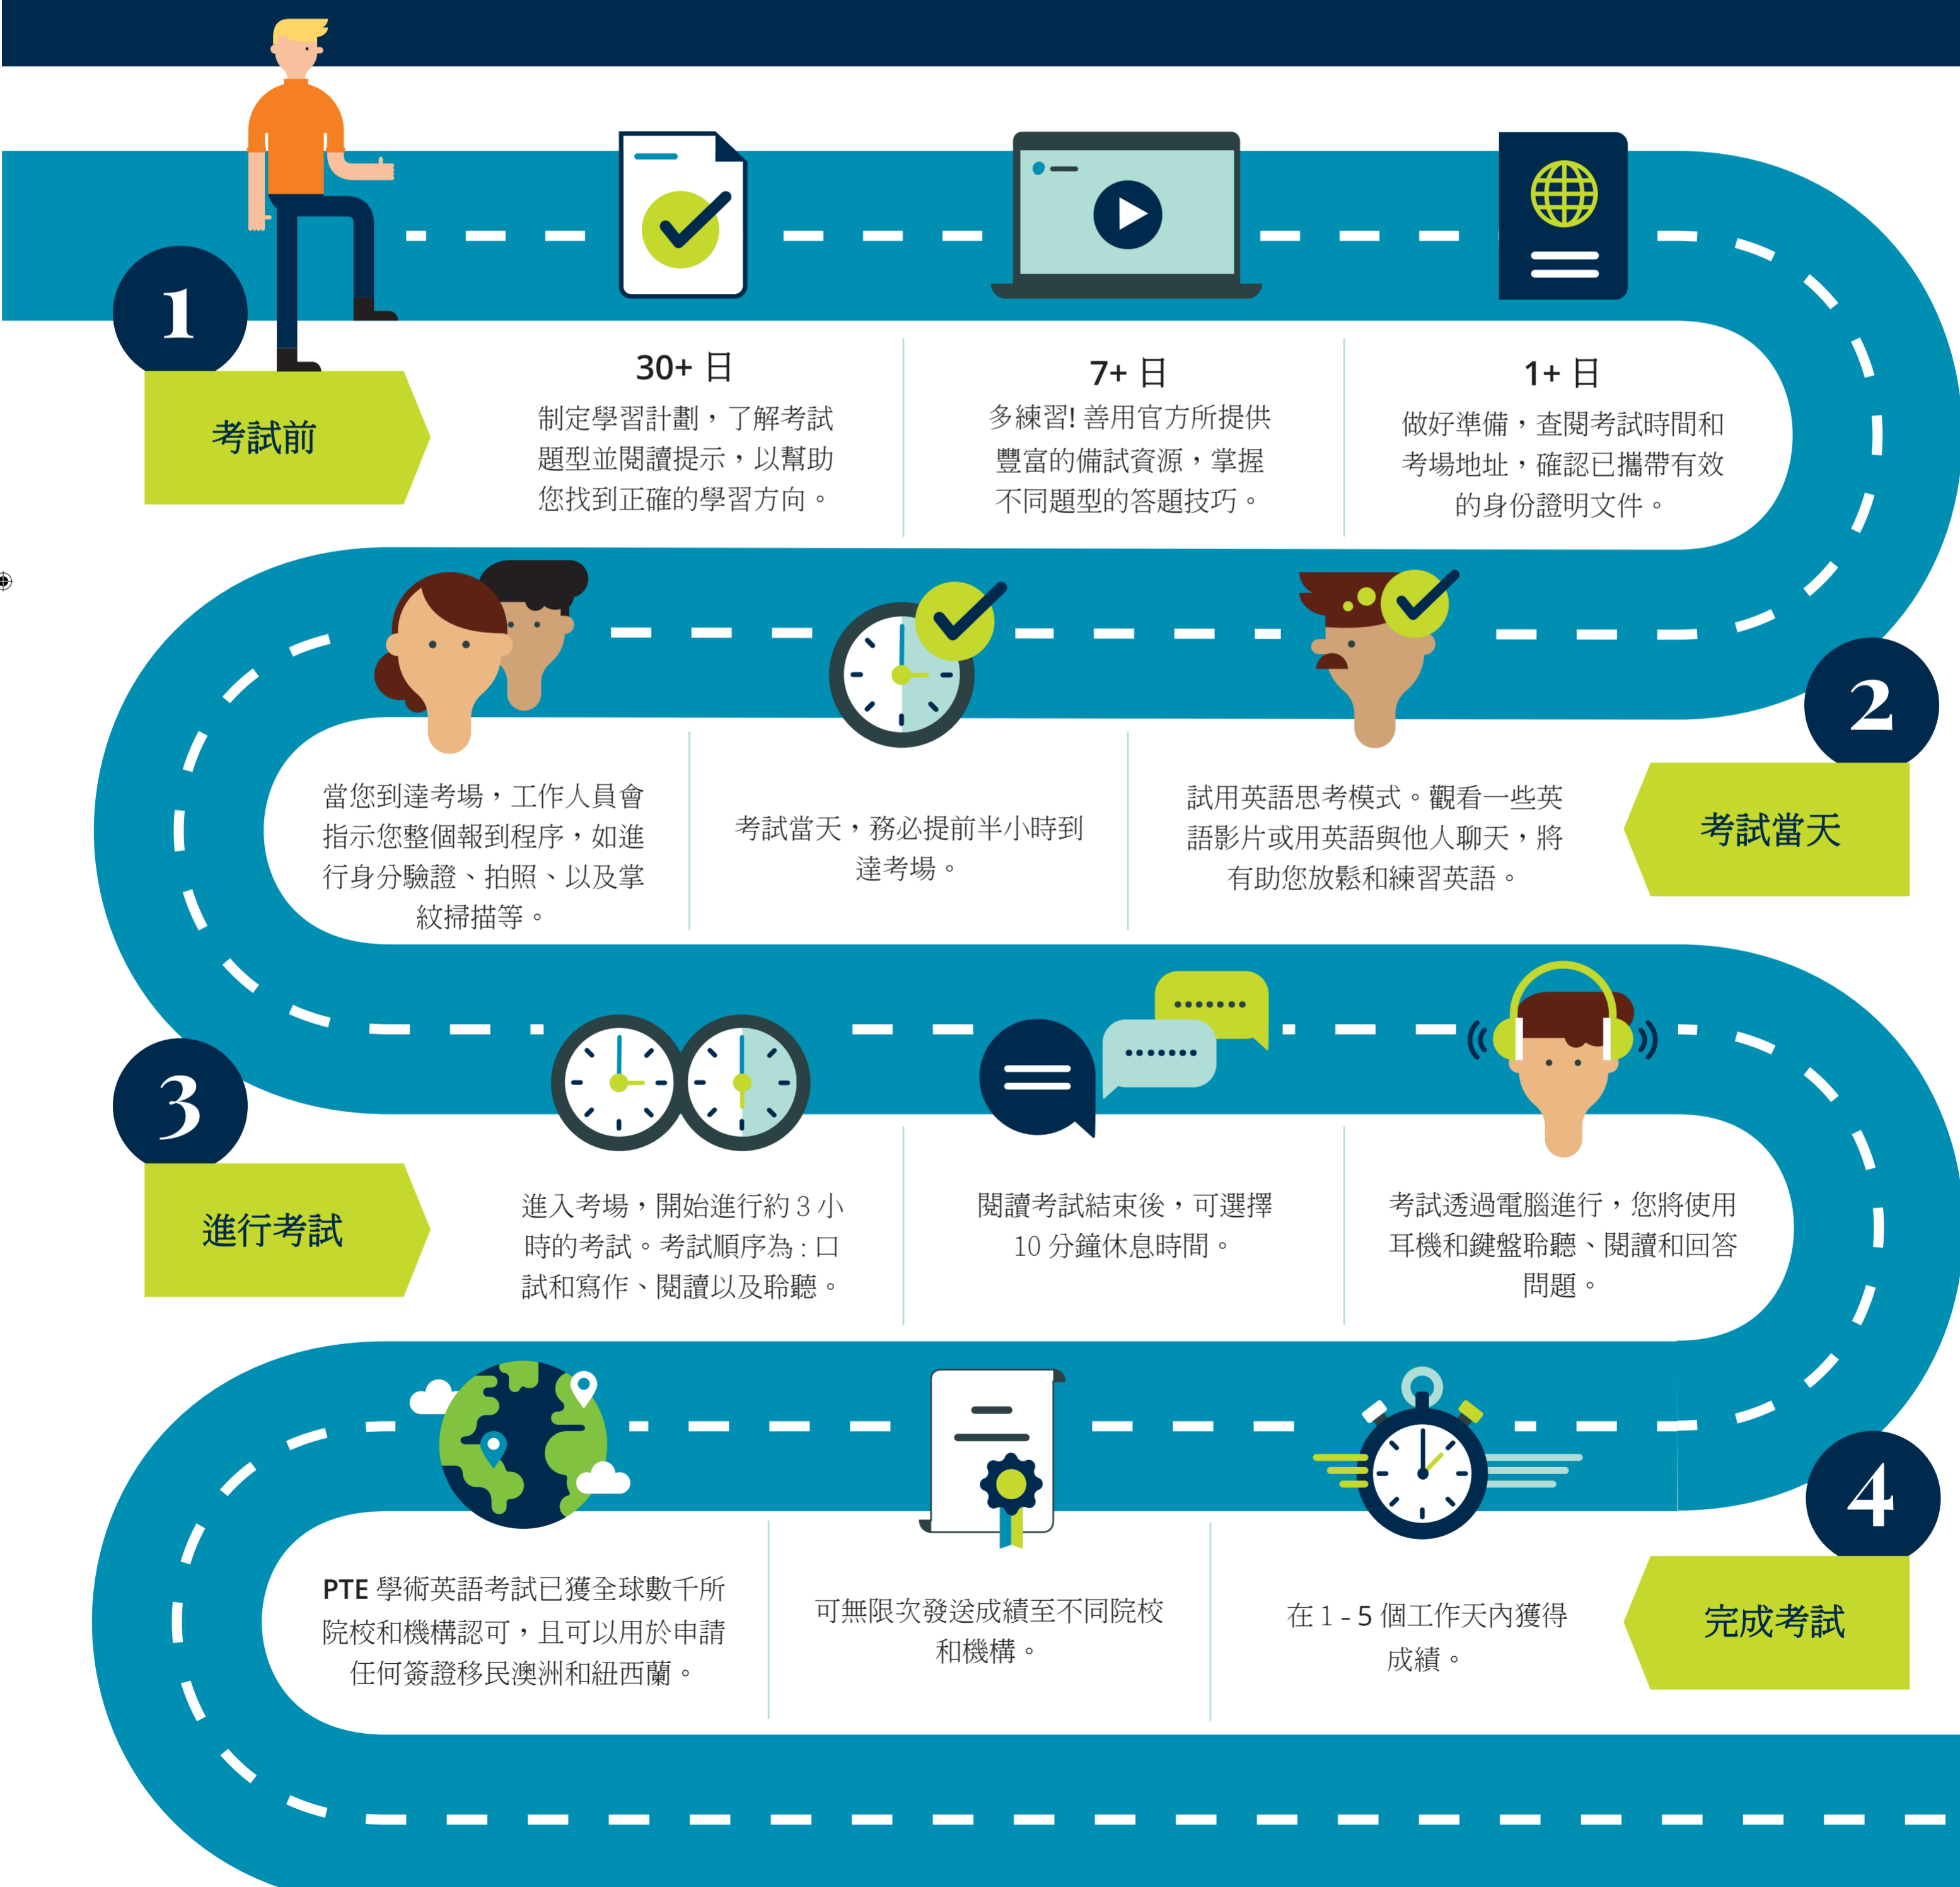 1
考試前
30+ 日
制定學習計劃，了解考試
題型並閱讀提示，以幫助
您找到正確的學習方向。
7+ 日
多練習! 善用官方所提供
豐富的備試資源，掌握
不同題型的答題技巧。
1+ 日
做好準備，查閱考試時間和
考場地址，確認已攜帶有效
的身份證明文件。
2
考試當天
試用英語思考模式。觀看一些英
語影片或用英語與他人聊天，將
有助您放鬆和練習英語。
考試當天，務必提前半小時到
達考場。
當您到達考場，工作人員會
指示您整個報到程序，如進
行身分驗證、拍照、以及掌
紋掃描等。
3
進行考試
進入考場，開始進行約 3 小
時的考試。考試順序為 : 口
試和寫作、閱讀以及聆聽。
閱讀考試結束後，可選擇
10 分鐘休息時間。
考試透過電腦進行，您將使用
耳機和鍵盤聆聽、閱讀和回答
問題。
4
完成考試
在 1 - 5 個工作天內獲得
成績。
可無限次發送成績至不同院校
和機構。
PTE 學術英語考試已獲全球數千所
院校和機構認可，且可以用於申請
任何簽證移民澳洲和紐西蘭。